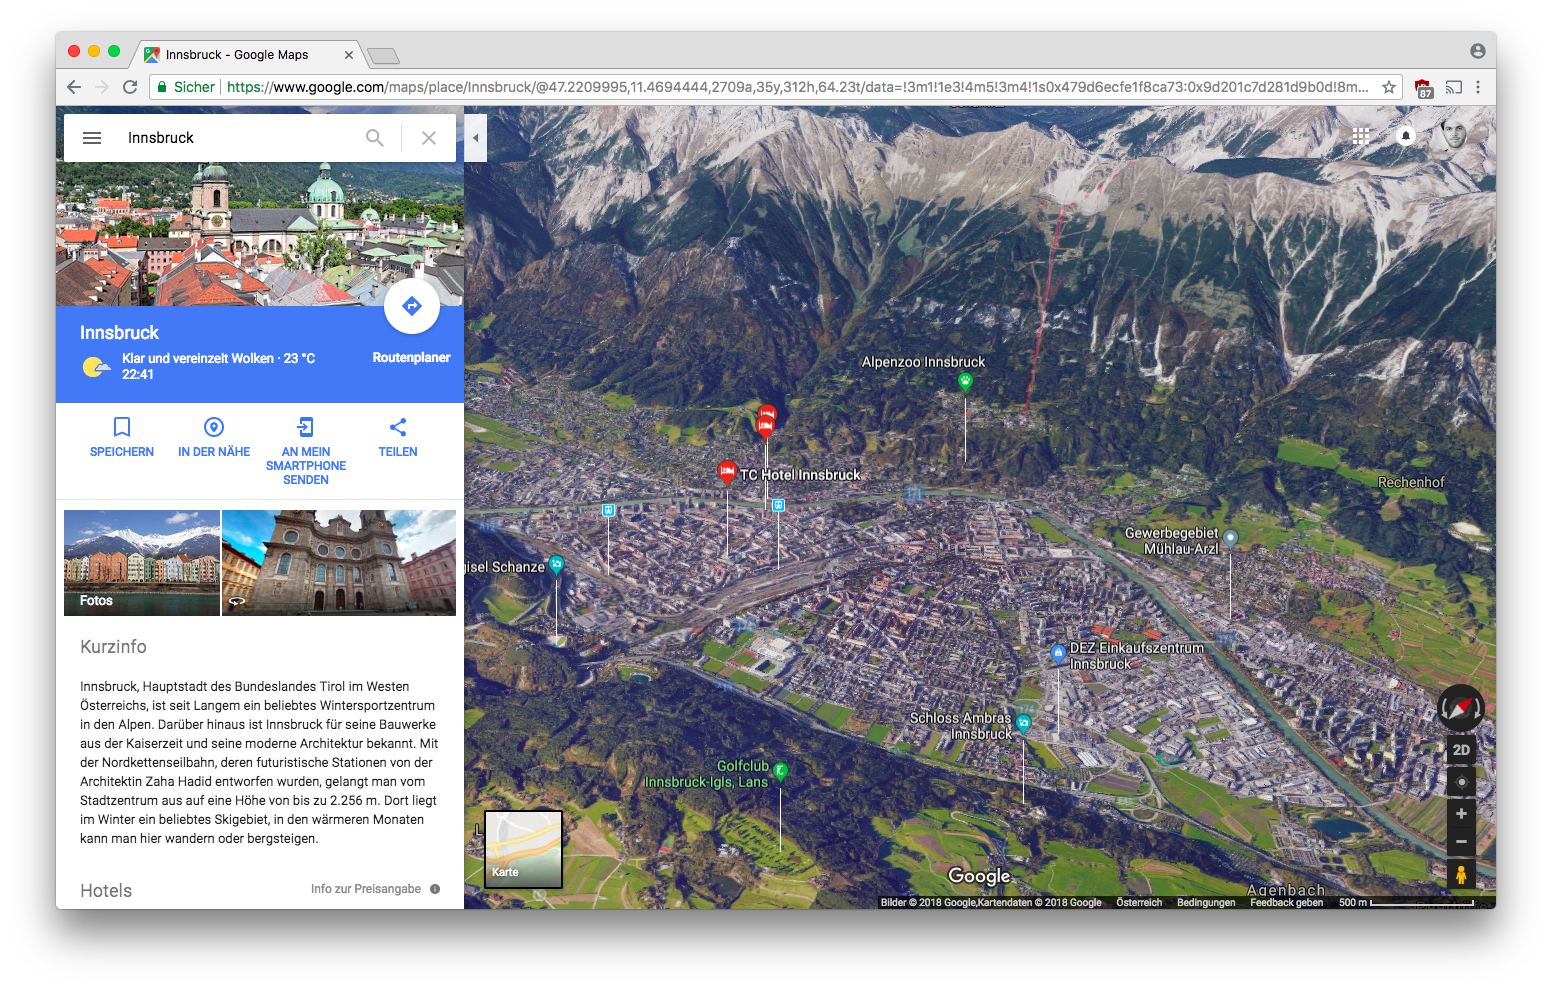 Innsbruck - Google Maps
Sicher
https://www.google.com/maps/place/Innsbruck/@47.2209995,11.4694444,2709a,35y,312h,64.23t/data=!3m1!1e3!4m5!3m4!1s0x479d6ecfe1f8ca73:0x9d201c7d281d9b0d!8m...
87
Innsbruck
Innsbruck
Klar und vereinzelt Wolken · 23 °C
22:41
Routenplaner
SPEICHERN
IN DER NÄHE
AN MEIN
SMARTPHONE
SENDEN
TEILEN
Fotos
Kurzinfo
Innsbruck, Hauptstadt des Bundeslandes Tirol im Westen
Österreichs, ist seit Langem ein beliebtes Wintersportzentrum
in den Alpen. Darüber hinaus ist Innsbruck für seine Bauwerke
aus der Kaiserzeit und seine moderne Architektur bekannt. Mit
der Nordkettenseilbahn, deren futuristische Stationen von der
Architektin Zaha Hadid entworfen wurden, gelangt man vom
Stadtzentrum aus auf eine Höhe von bis zu 2.256 m. Dort liegt
im Winter ein beliebtes Skigebiet, in den wärmeren Monaten
kann man hier wandern oder bergsteigen.
Hotels
Info zur Preisangabe
Alpenzoo Innsbruck
TC Hotel Innsbruck
171
Rechenhof
Gewerbegebiet
Mühlau-Arzl
gisel Schanze
DEZ Einkaufszentrum
Innsbruck
174
Schloss Ambras
Innsbruck
Golfclub
Innsbruck-Igls, Lans
L
Karte
Google
Agenbach
2D
Bilder © 2018 Google,Kartendaten © 2018 Google
Österreich
Bedingungen
Feedback geben
500 m